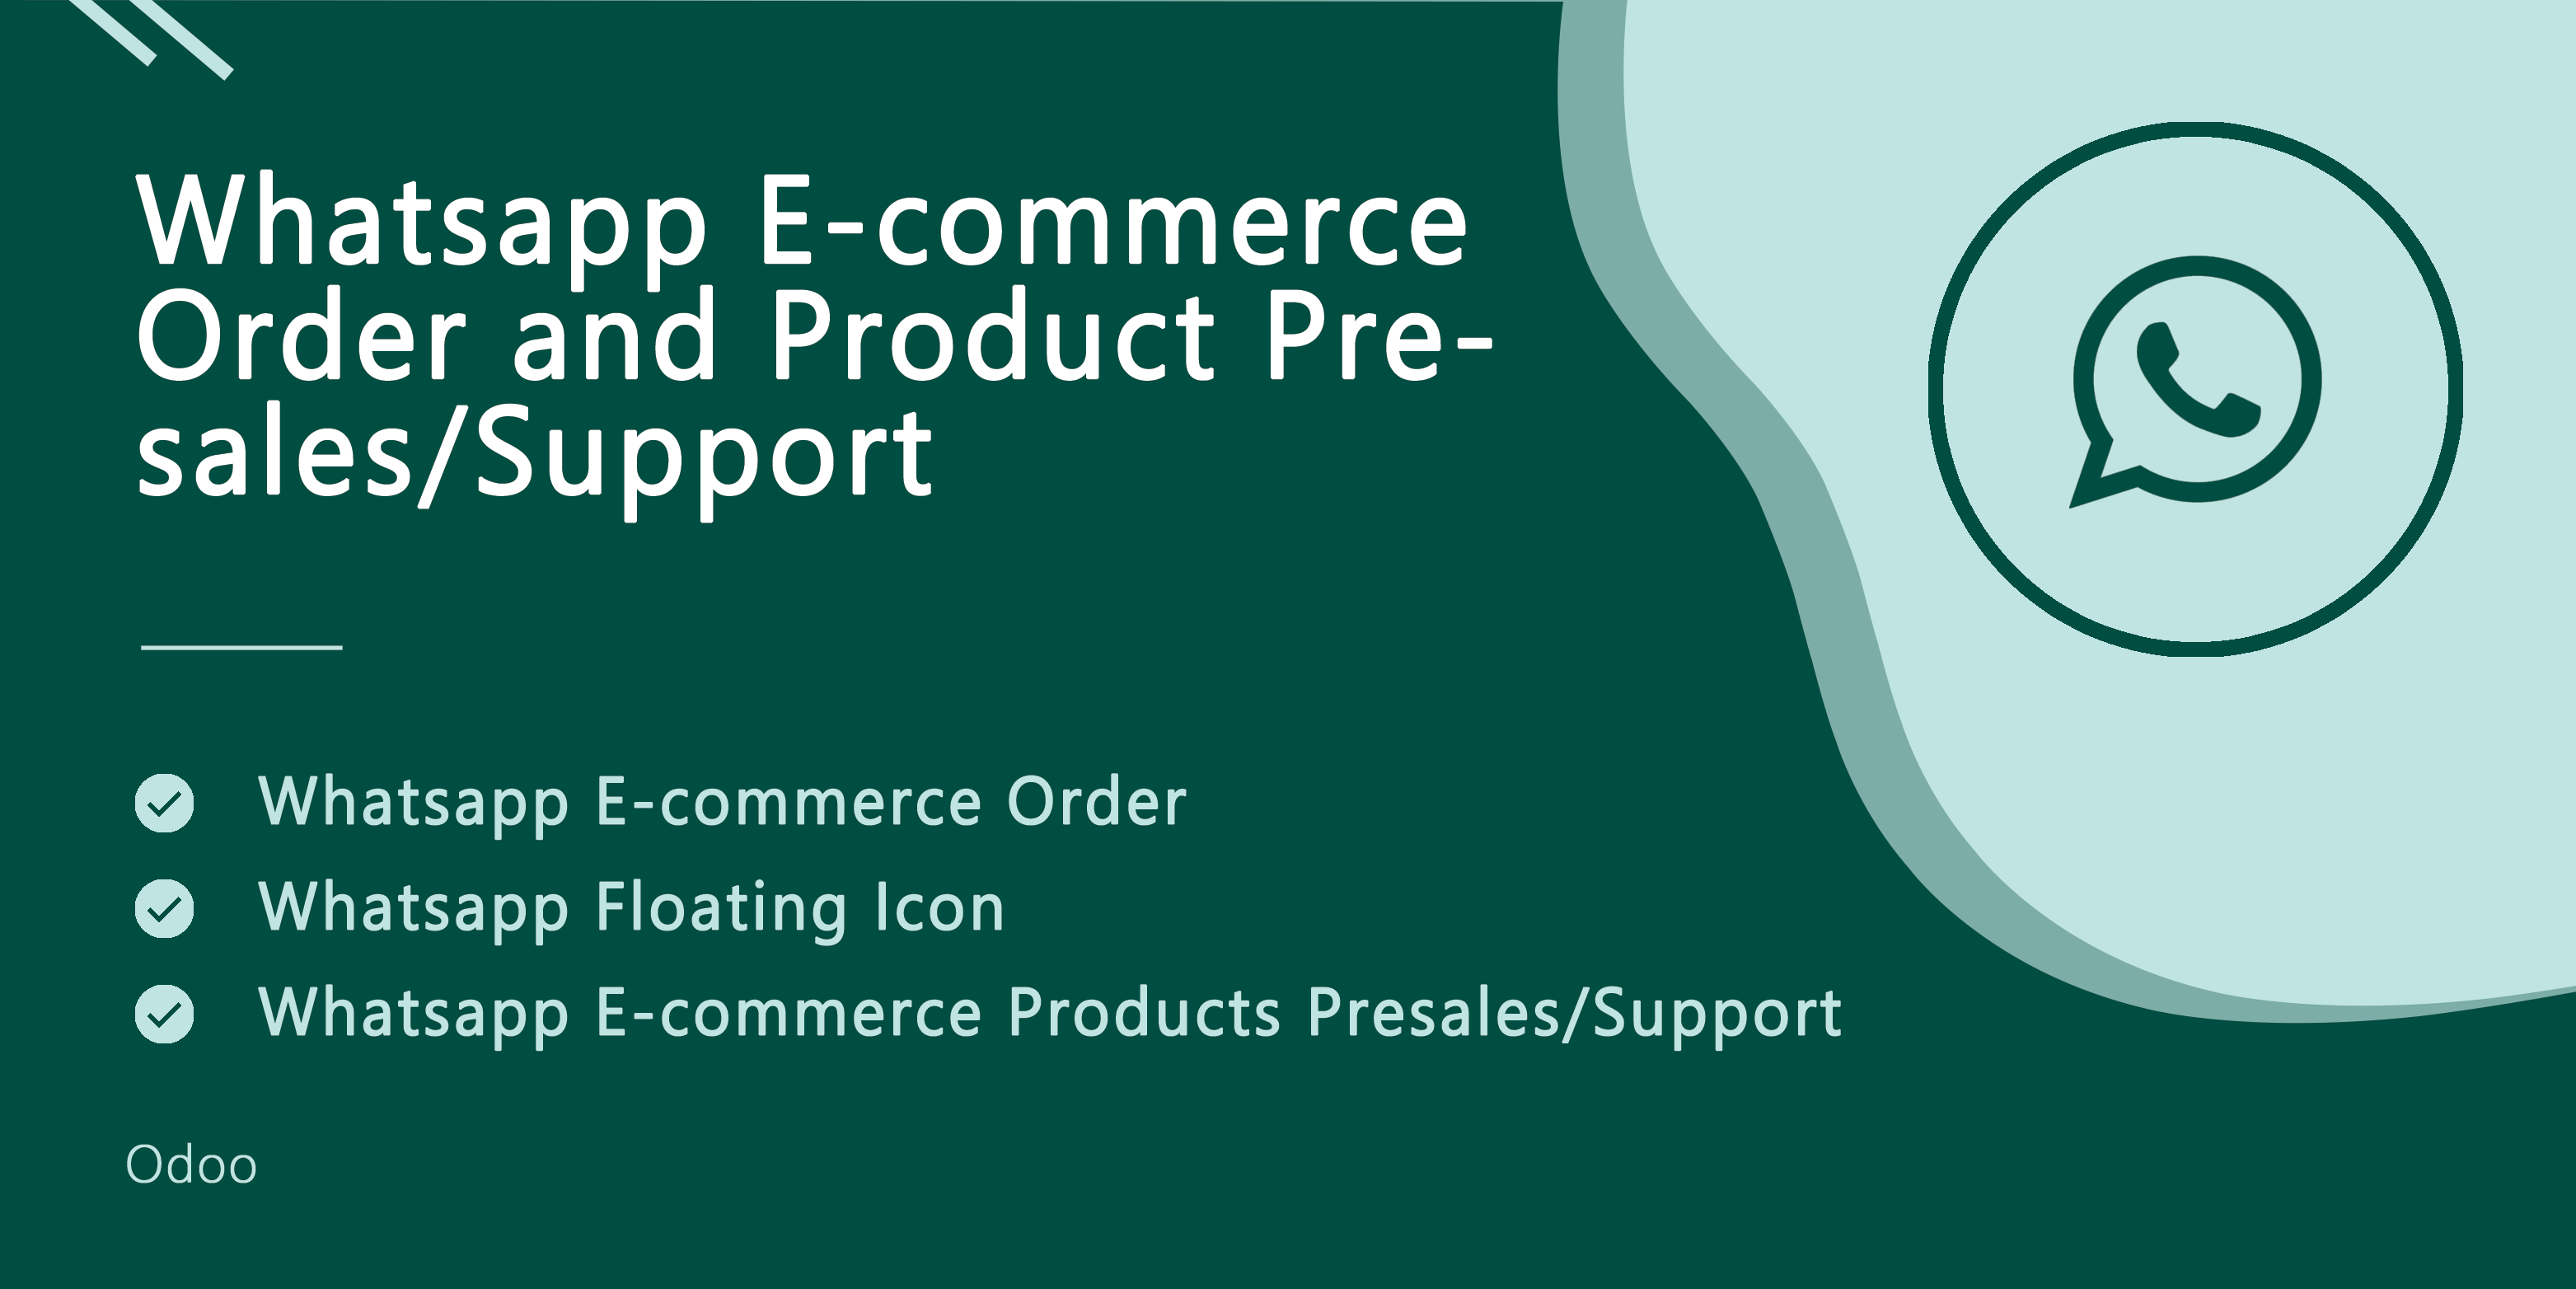 Whatsapp E-commerce
Order and Product Pre-
sales/Support
Whatsapp E-commerce Order
Whatsapp Floating Icon
Whatsapp E-commerce Products Presales/Support
Odoo